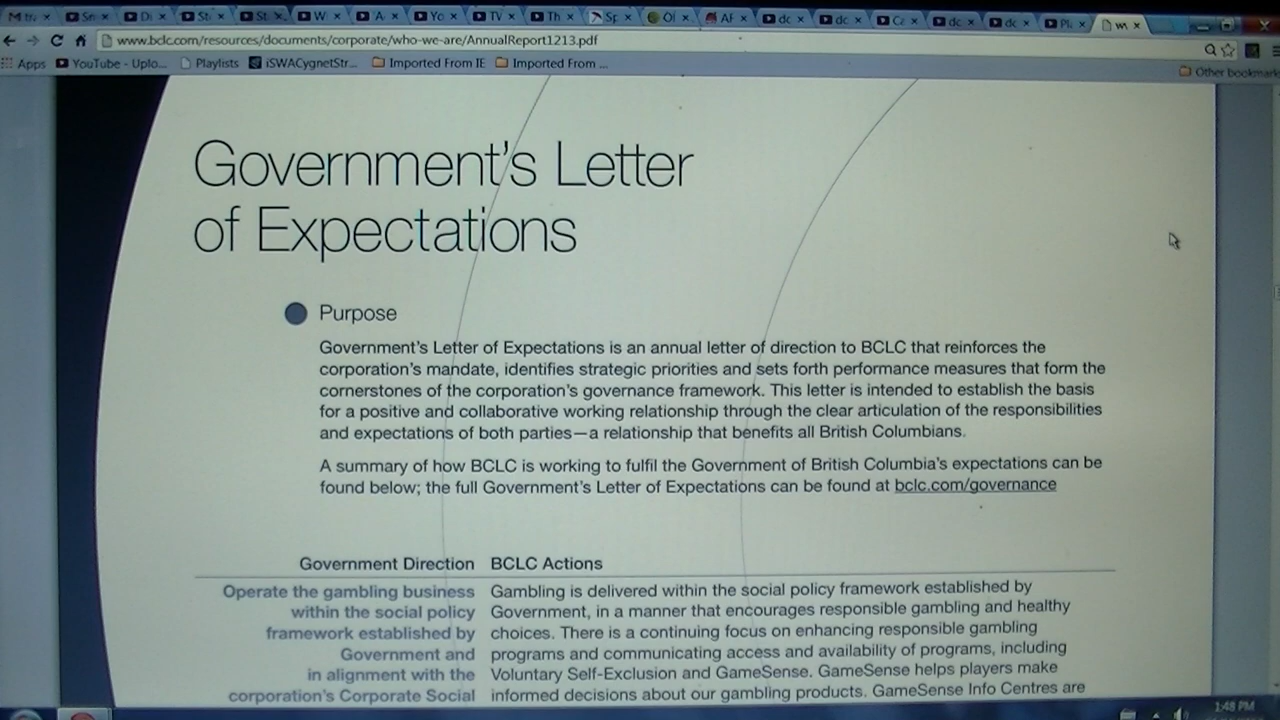 www.bclc.com/resources/documents/corporate/who-we-are/AnnualReport1213.pdf
Apps YouTube - Uplo... Playlists iSWACygnetStr... Imported From IE Imported From ... Other bookmark
Government's Letter
of Expectations
Purpose
Government's Letter of Expectations is an annual letter of direction to BCLC that reinforces the
corporation's mandate, identifies strategic priorities and sets forth performance measures that form the
cornerstones of the corporation's governance framework. This letter is intended to establish the basis
for a positive and collaborative working relationship through the clear articulation of the responsibilities
and expectations of both parties—a relationship that benefits all British Columbians.
A summary of how BCLC is working to fulfil the Government of British Columbia's expectations can be
found below; the full Government's Letter of Expectations can be found at bclc.com/governance
Government Direction BCLC Actions
Operate the gambling business
within the social policy
framework established by
Government and
in alignment with the
corporation's Corporate Social
Gambling is delivered within the social policy framework established by
Government, in a manner that encourages responsible gambling and healthy
choices. There is a continuing focus on enhancing responsible gambling
programs and communicating access and availability of programs, including
Voluntary Self-Exclusion and GameSense. GameSense helps players make
informed decisions about our gambling products. GameSense Info Centres are
1:48 PM